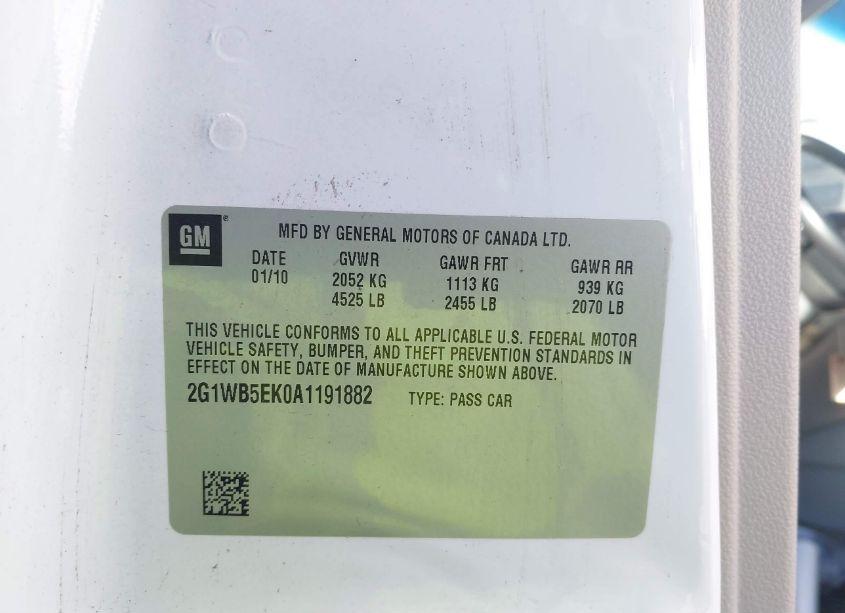 GM ®
MFD BY GENERAL MOTORS OF CANADA LTD.
DATE GVWR GAWR FRT GAWR RR
01/10 2052 KG 1113 KG 939 KG
4525 LB 2455 LB 2070 LB
THIS VEHICLE CONFORMS TO ALL APPLICABLE U.S. FEDERAL MOTOR
VEHICLE SAFETY, BUMPER, AND THEFT PREVENTION STANDARDS IN
EFFECT ON THE DATE OF MANUFACTURE SHOWN ABOVE.
2G1WB5EK0A1191882 TYPE: PASS CAR